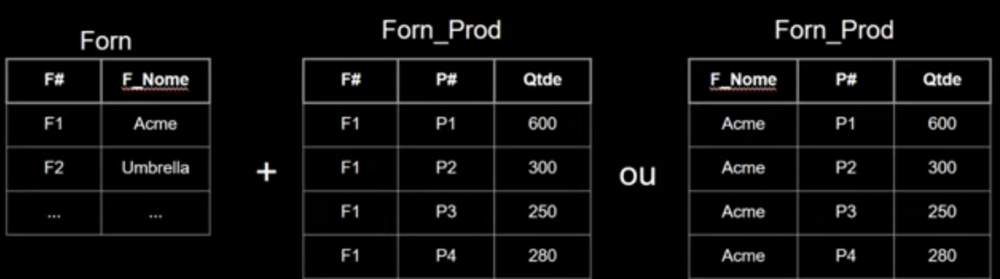 Forn
F# F_Nome
F1 Acme
F2 Umbrella
... ...
+
Forn_Prod
F# P# Qtde
F1 P1 600
F1 P2 300
F1 P3 250
F1 P4 280
ou
Forn_Prod
F_Nome P# Qtde
Acme P1 600
Acme P2 300
Acme P3 250
Acme P4 280